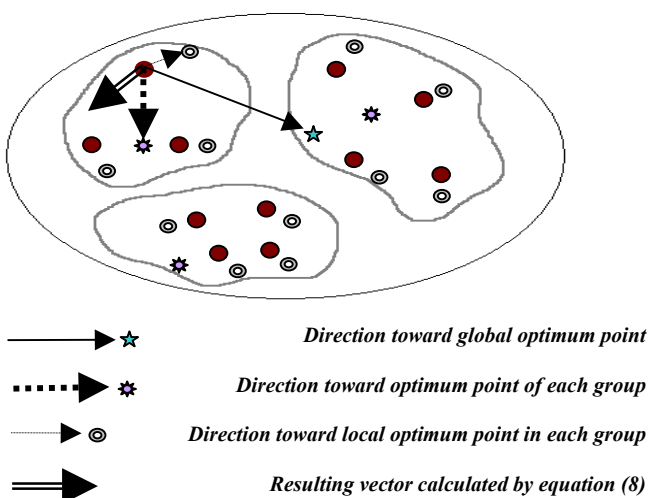 Direction toward global optimum point
Direction toward optimum point of each group
Direction toward local optimum point in each group
Resulting vector calculated by equation (8)